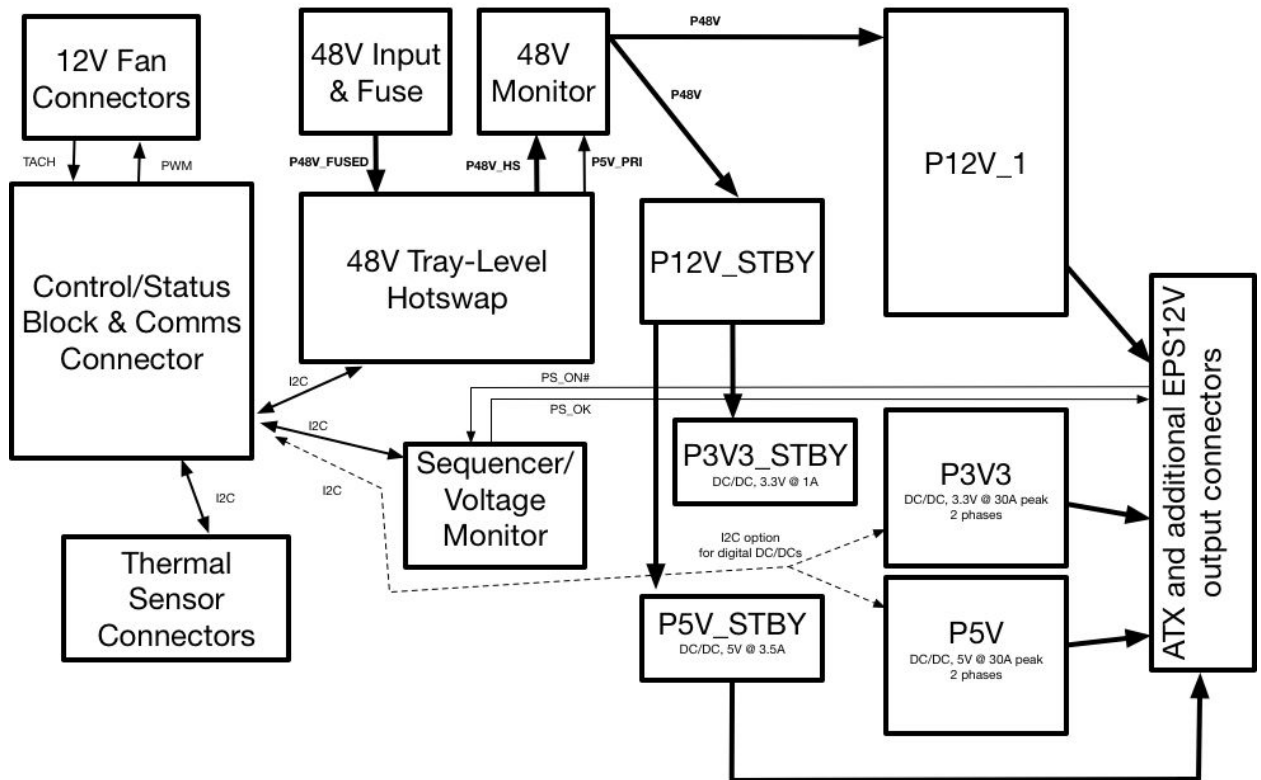 P48V
12V Fan
Connectors
48V Input
& Fuse
48V
Monitor
P48V
P12V_1
TACH
PWM
P48V_FUSED
P48V_HS
P5V_PRI
Control/Status
Block & Comms
Connector
48V Tray-Level
Hotswap
P12V_STBY
ATX and additional EPS12V
output connectors
I2C
PS_ON#
PS_OK
I2C
I2C
I2C
Sequencer/
Voltage
Monitor
P3V3_STBY
DC/DC, 3.3V @ 1A
P3V3
DC/DC, 3.3V @ 30A peak
2 phases
I2C option
for digital DC/DCs
Thermal
Sensor
Connectors
P5V_STBY
DC/DC, 5V @ 3.5A
P5V
DC/DC, 5V @ 30A peak
2 phases